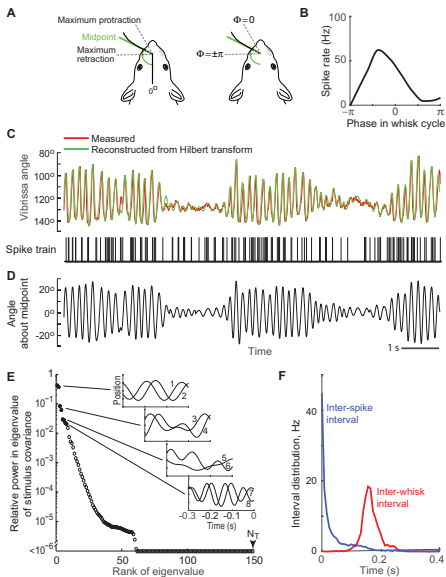 A
Maximum protraction
Midpoint
Maximum retraction
0°
Φ=0
Φ=±π
B
Spike rate (Hz)
100
50
0
−π
0
π
Phase in whisk cycle
C
Measured
Reconstructed from Hilbert transform
Vibrissa angle
80°
100°
120°
140°
Spike train
D
Angle about midpoint
20°
0°
−20°
Time
1 s
E
Relative power in eigenvalue of stimulus covariance
1
10⁻¹
10⁻²
10⁻³
10⁻⁴
10⁻⁵
<10⁻⁶
0
50
100
150
Rank of eigenvalue
N_T
Position
1
2
3
4
5
6
7
8
−0.3
−0.2
−0.1
0
Time (s)
F
Interval distribution, Hz
40
20
0
0
0.2
0.4
Time (s)
Inter-spike interval
Inter-whisk interval